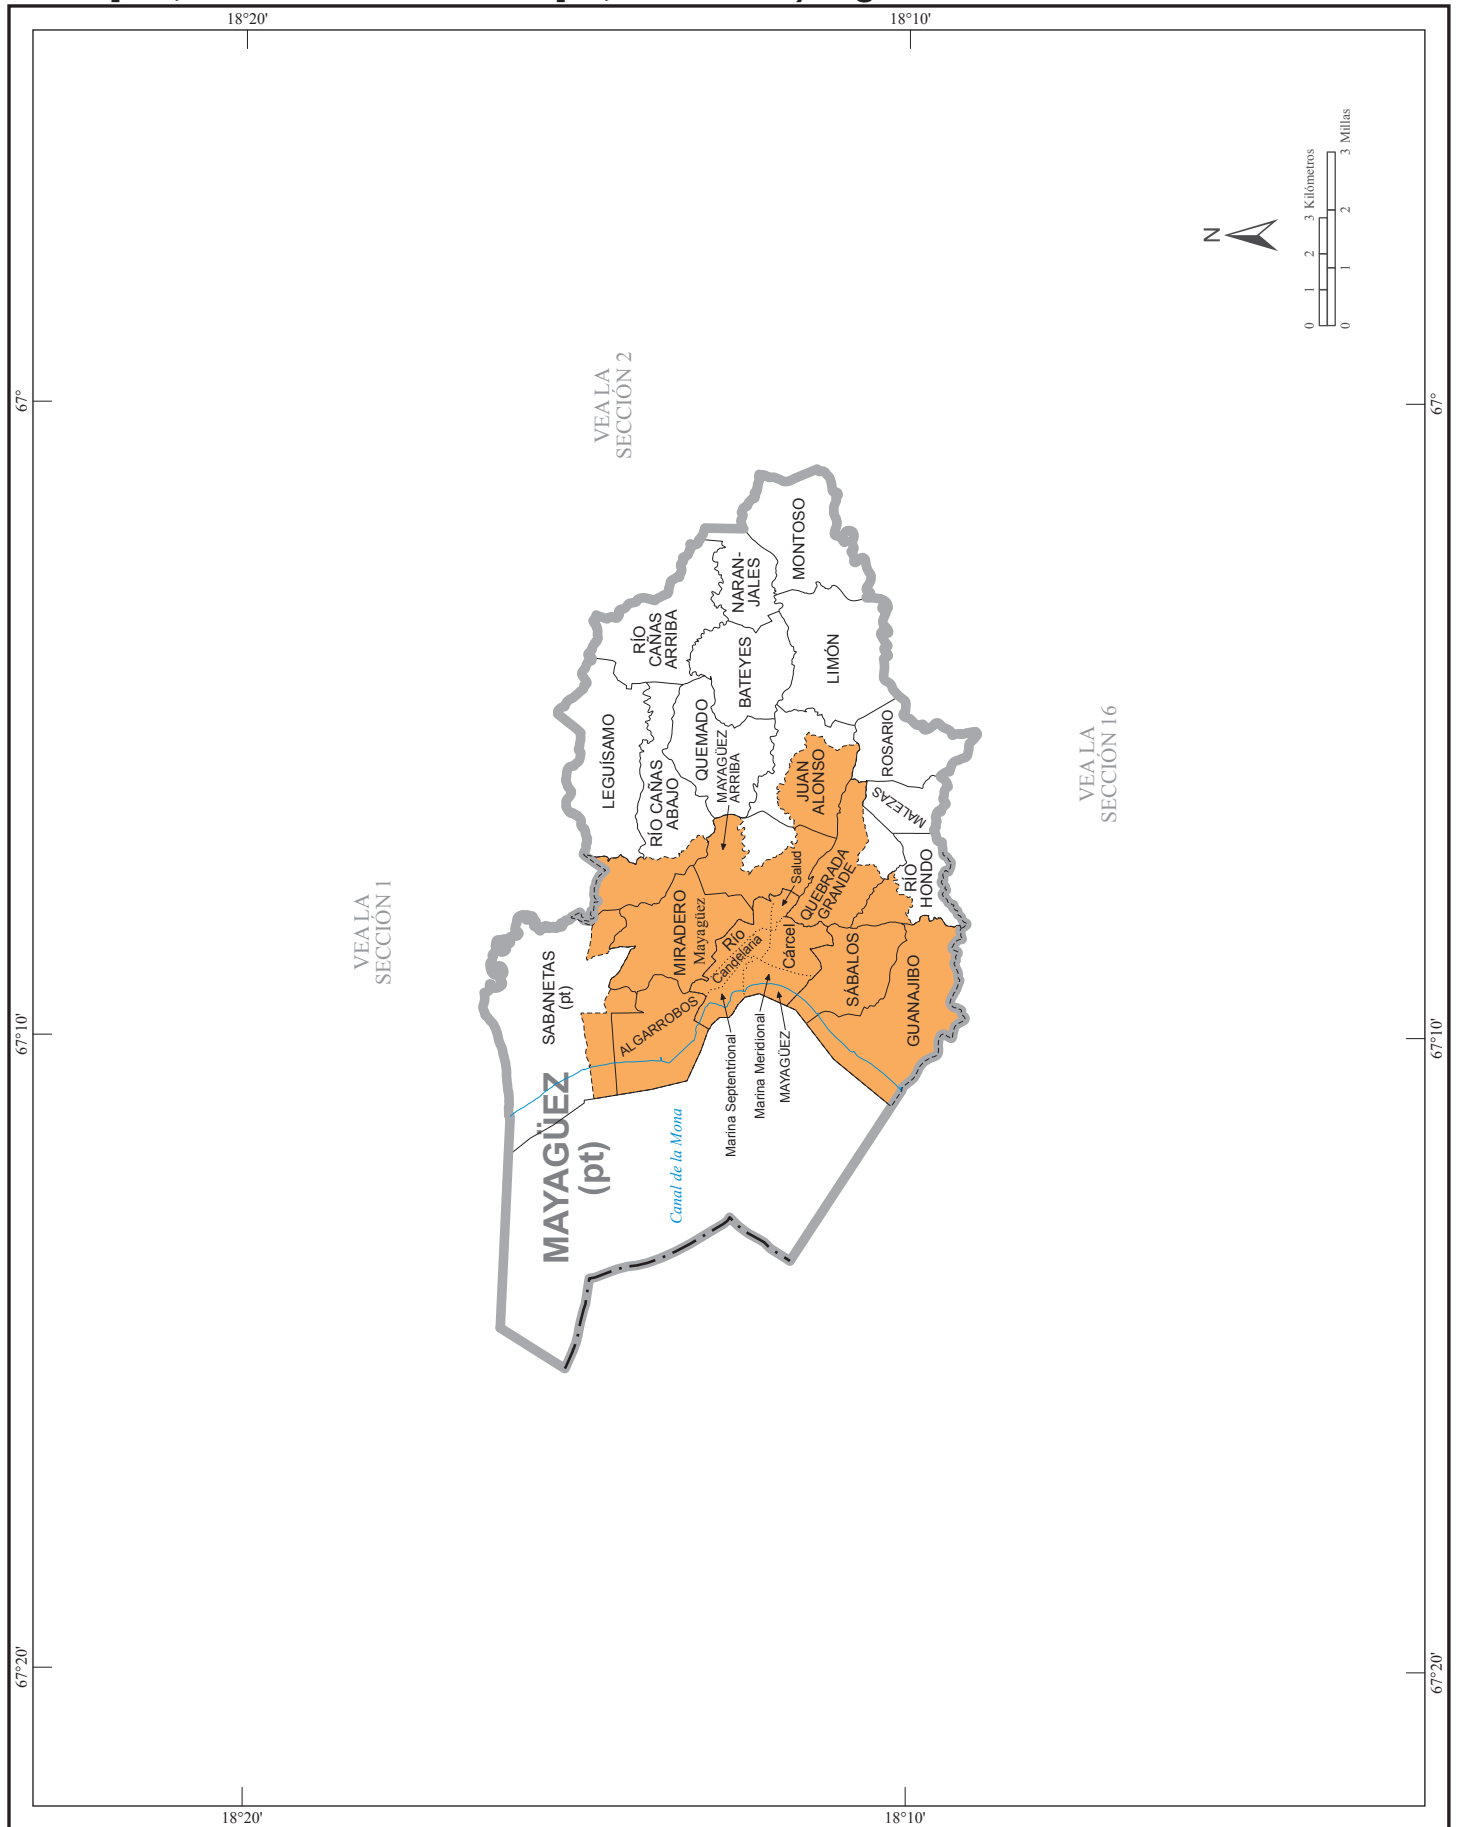 18°20'
18°10'
67°
67°
67°10'
67°10'
67°20'
67°20'
18°20'
18°10'
N
0
1
2
3 Kilómetros
0
1
2
3 Millas
VEA LA
SECCIÓN 2
VEA LA
SECCIÓN 1
VEA LA
SECCIÓN 16
MAYAGÜEZ
(pt)
Canal de la Mona
SABANETAS
(pt)
LEGUÍSAMO
RÍO
CAÑAS
ARRIBA
RÍO CAÑAS
ABAJO
QUEMADO
MAYAGÜEZ
ARRIBA
NARAN-
JALES
BATEYES
MONTOSO
LIMÓN
JUAN
ALONSO
ROSARIO
MALEZAS
RÍO
HONDO
QUEBRADA
GRANDE
SÁBALOS
GUANAJIBO
MIRADERO
Mayagüez
ALGARROBOS
Río
Candelaria
Cárcel
Salud
Marina Septentrional
Marina Meridional
MAYAGÜEZ